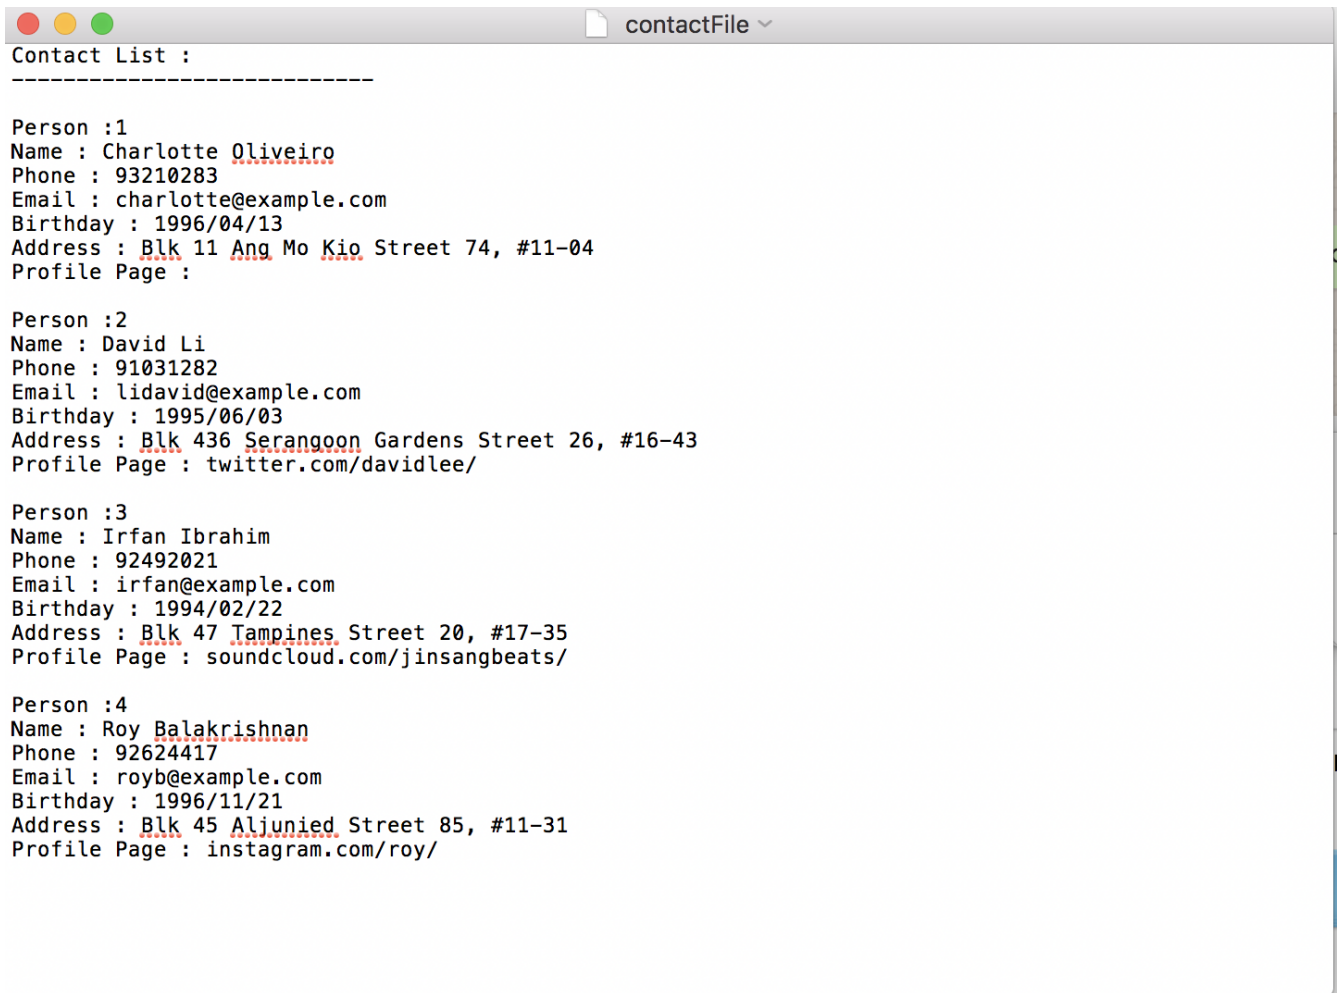 contactFile
Contact List :
----------------------------
Person :1
Name : Charlotte Oliveiro
Phone : 93210283
Email : charlotte@example.com
Birthday : 1996/04/13
Address : Blk 11 Ang Mo Kio Street 74, #11-04
Profile Page :
Person :2
Name : David Li
Phone : 91031282
Email : lidavid@example.com
Birthday : 1995/06/03
Address : Blk 436 Serangoon Gardens Street 26, #16-43
Profile Page : twitter.com/davidlee/
Person :3
Name : Irfan Ibrahim
Phone : 92492021
Email : irfan@example.com
Birthday : 1994/02/22
Address : Blk 47 Tampines Street 20, #17-35
Profile Page : soundcloud.com/jinsangbeats/
Person :4
Name : Roy Balakrishnan
Phone : 92624417
Email : royb@example.com
Birthday : 1996/11/21
Address : Blk 45 Aljunied Street 85, #11-31
Profile Page : instagram.com/roy/